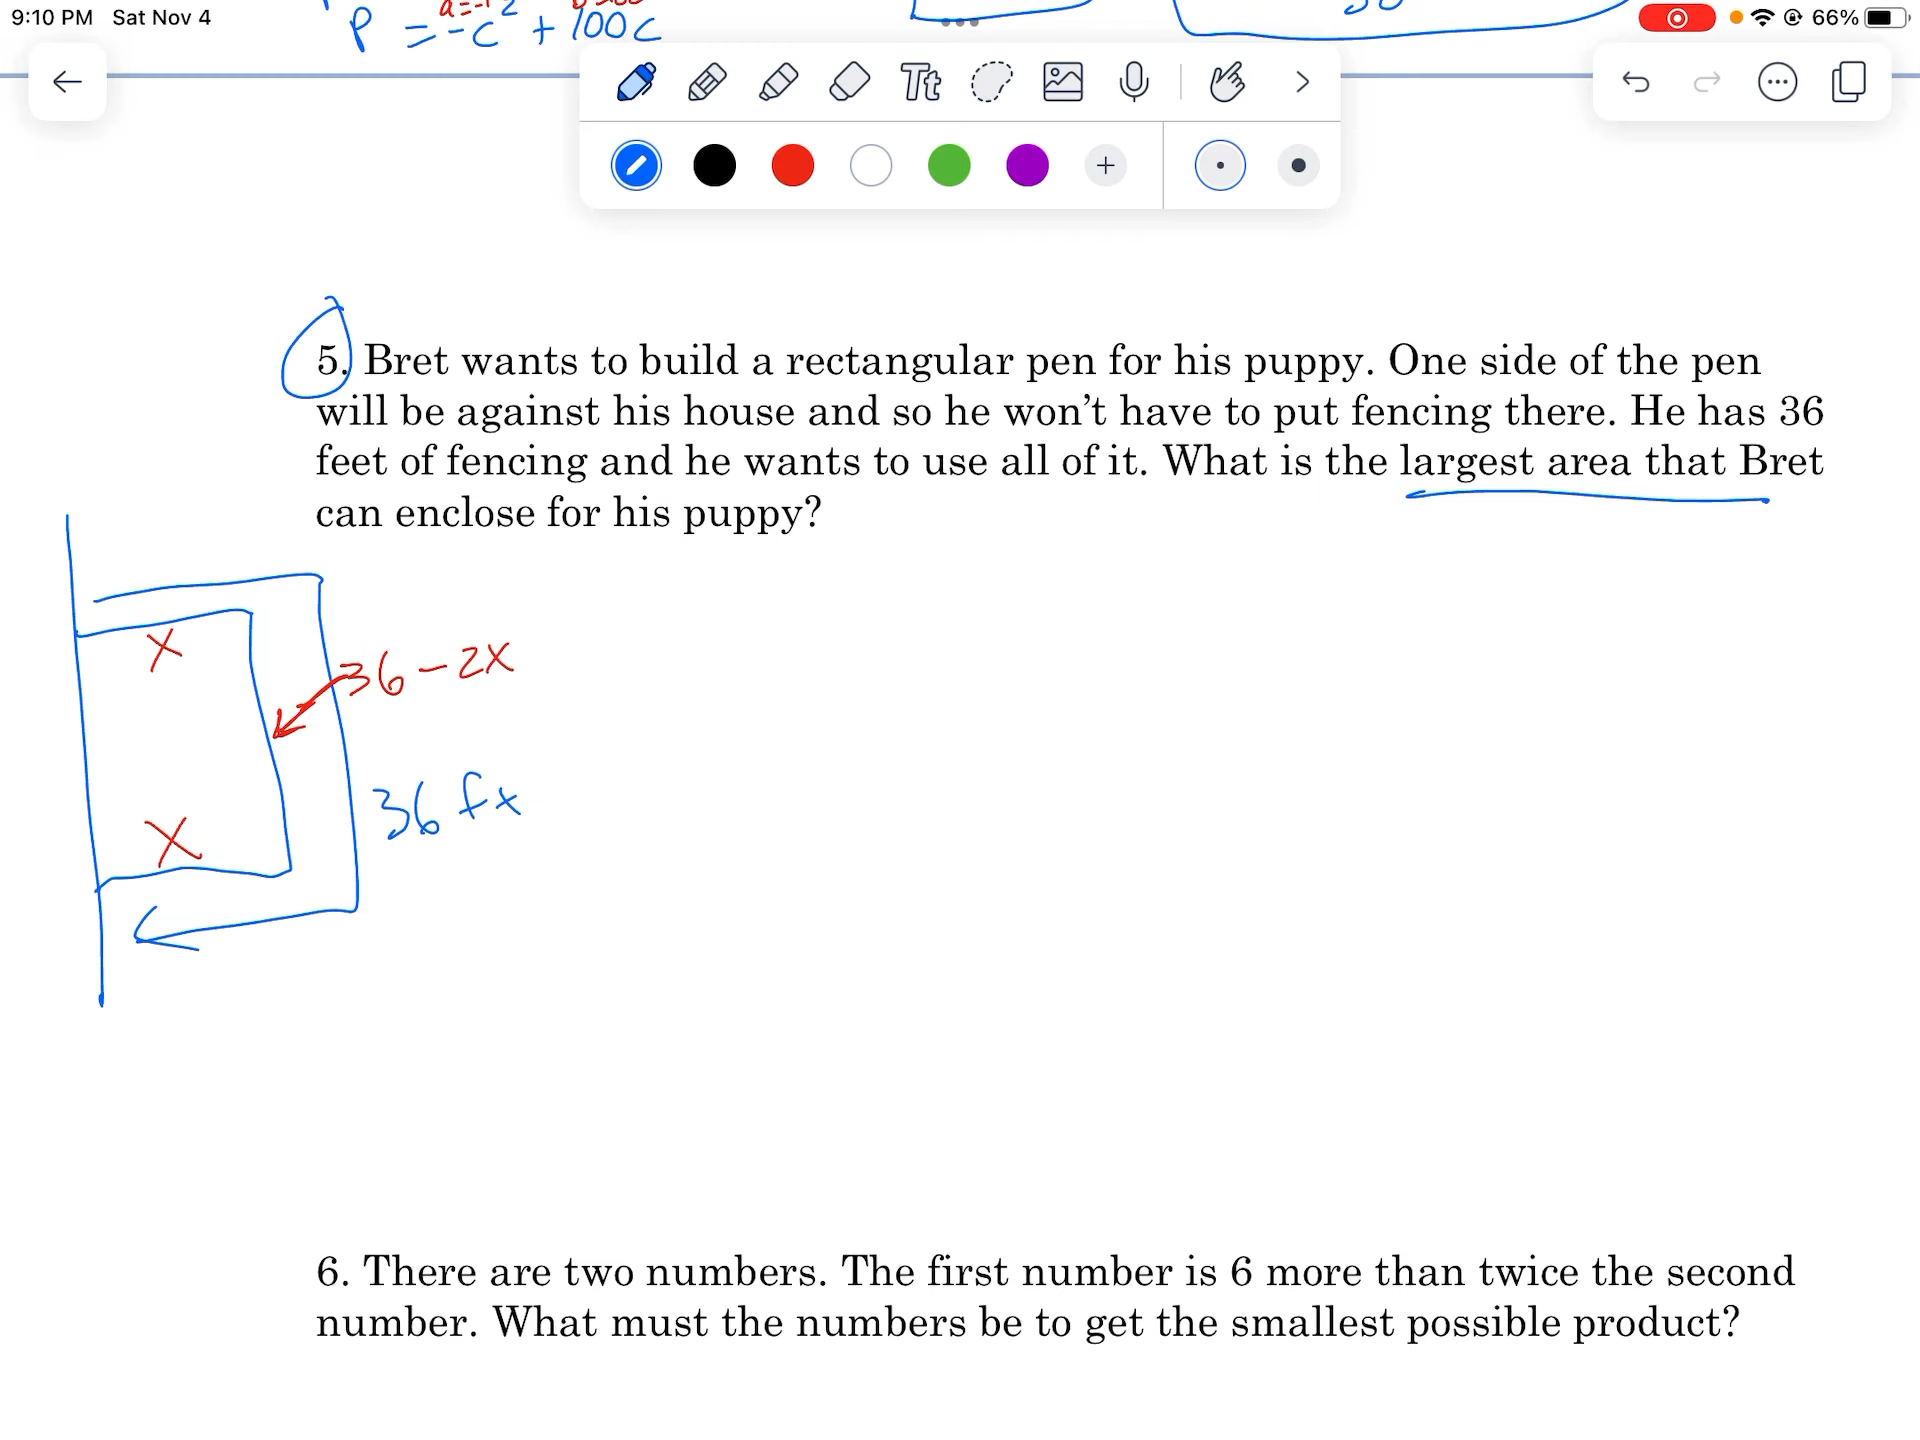 9:10 PM Sat Nov 4
66%
a=-1
P = -c² + 100c
Tt
5. Bret wants to build a rectangular pen for his puppy. One side of the pen
will be against his house and so he won’t have to put fencing there. He has 36
feet of fencing and he wants to use all of it. What is the largest area that Bret
can enclose for his puppy?
x
36-2x
36 fx
x
6. There are two numbers. The first number is 6 more than twice the second
number. What must the numbers be to get the smallest possible product?